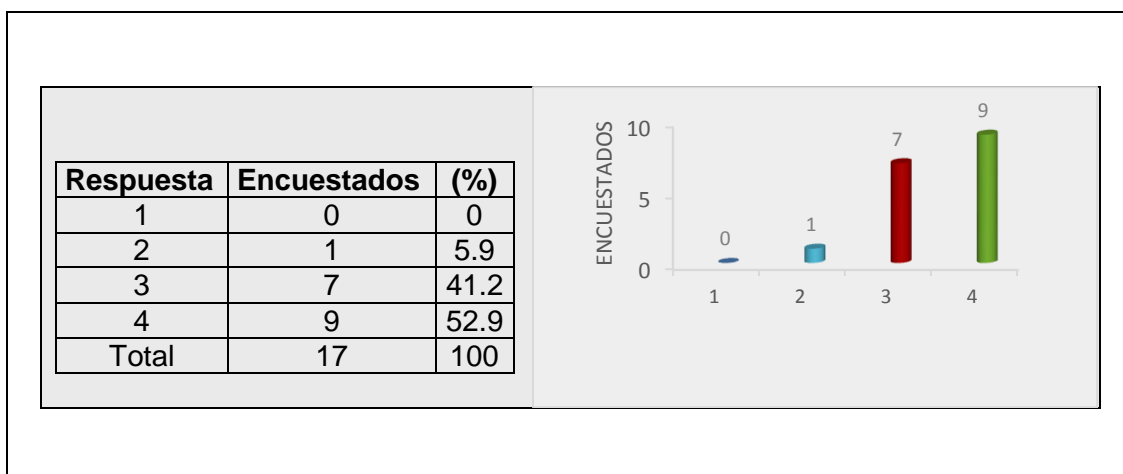 Respuesta Encuestados (%)
1 0 0
2 1 5.9
3 7 41.2
4 9 52.9
Total 17 100
ENCUESTADOS
10
5
0
0
1
7
9
1 2 3 4